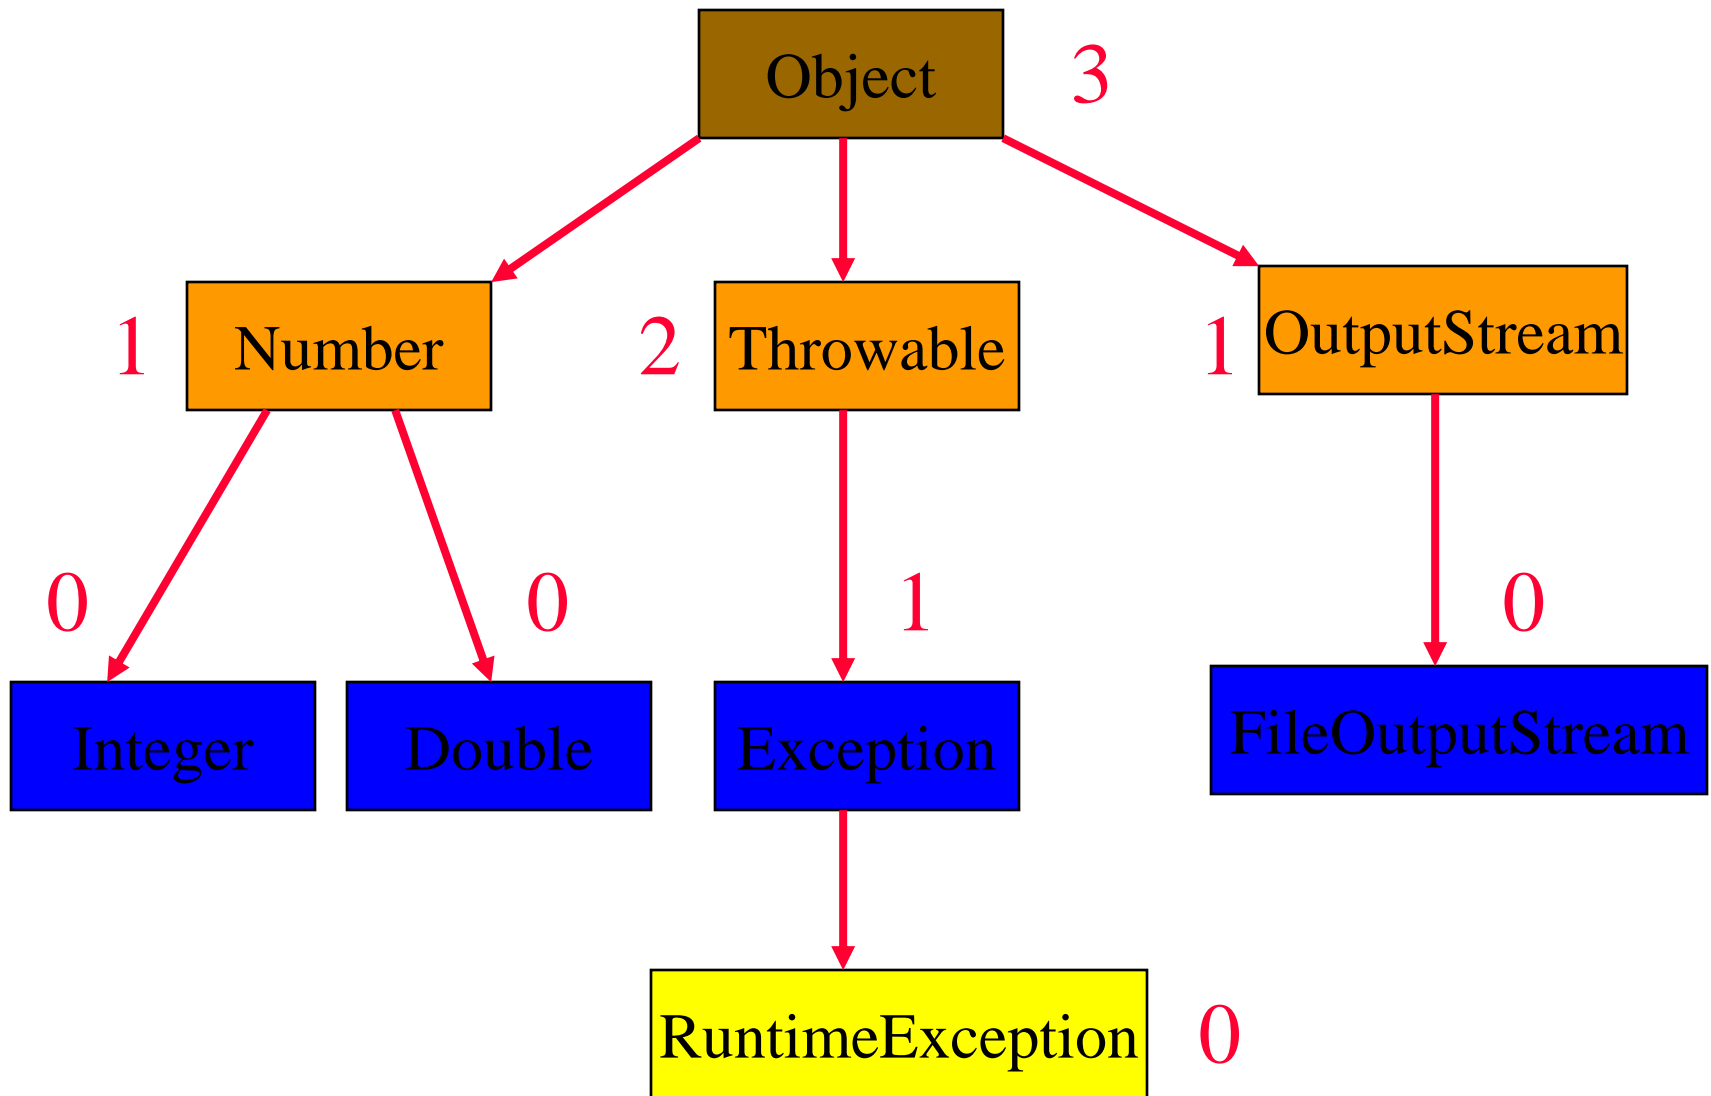 Object 3
1 Number 2 Throwable 1 OutputStream
0 0 1 0
Integer Double Exception FileOutputStream
RuntimeException 0